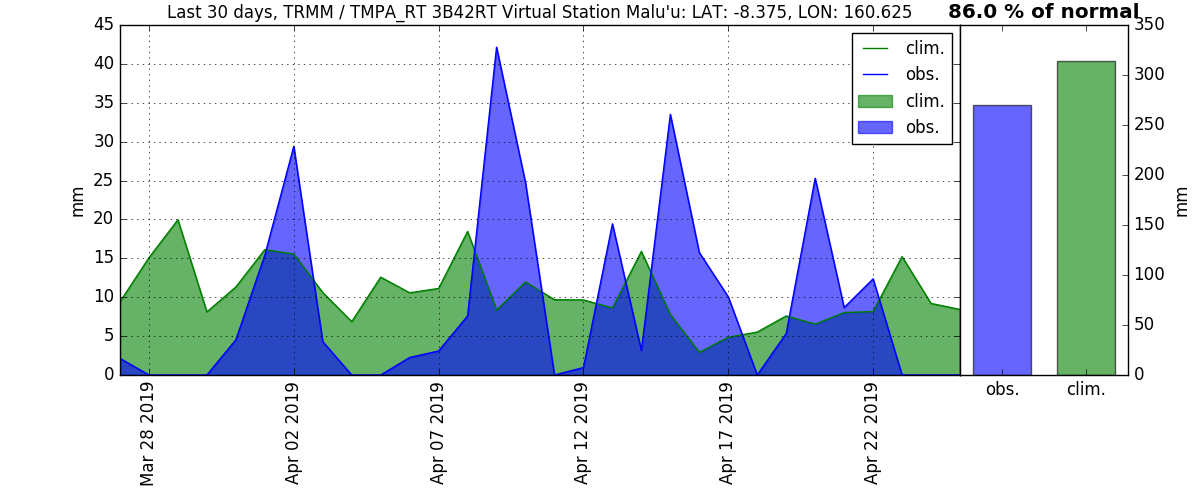 Last 30 days, TRMM / TMPA_RT 3B42RT Virtual Station Malu'u: LAT: -8.375, LON: 160.625
86.0 % of normal
45
40
35
30
25
20
15
10
5
0
mm
clim.
obs.
clim.
obs.
350
300
250
200
150
100
50
0
mm
Mar 28 2019
Apr 02 2019
Apr 07 2019
Apr 12 2019
Apr 17 2019
Apr 22 2019
obs.
clim.